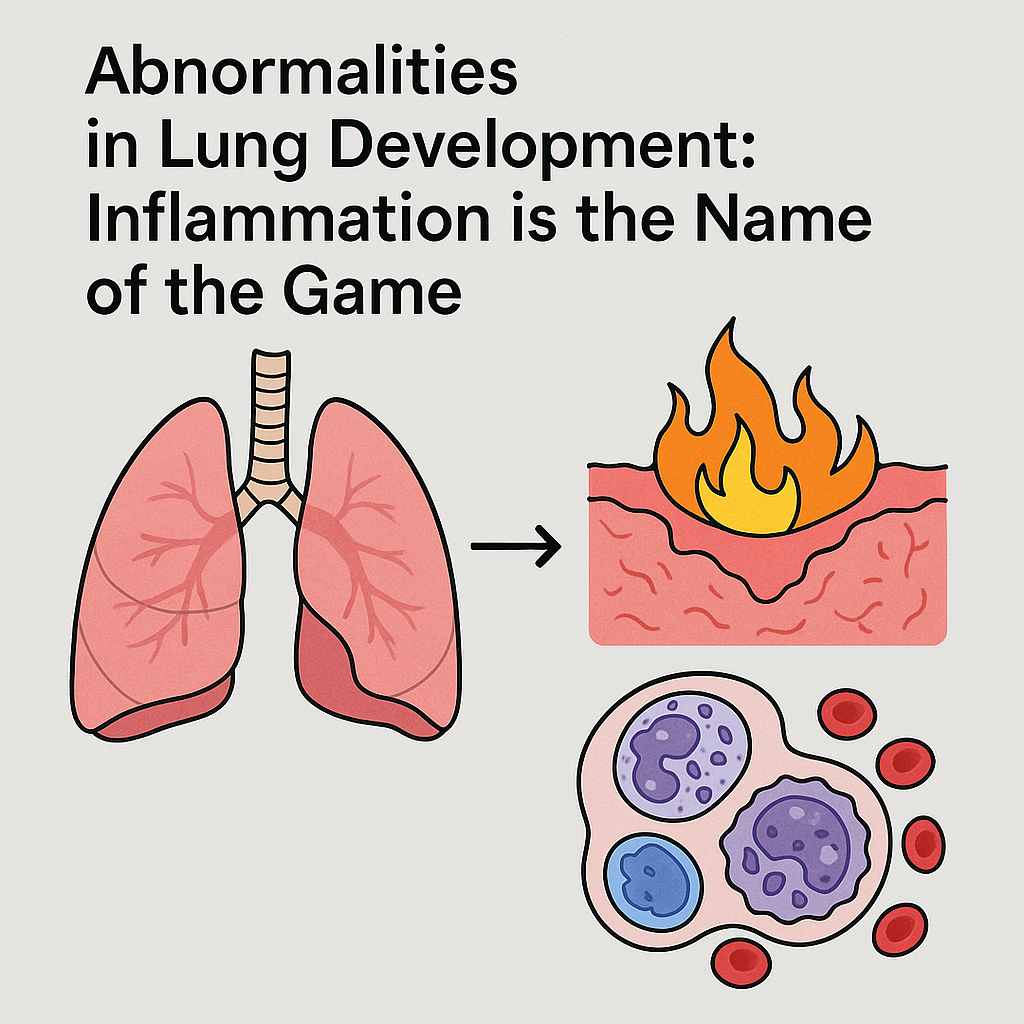 Abnormalities
in Lung Development:
Inflammation is the Name
of the Game